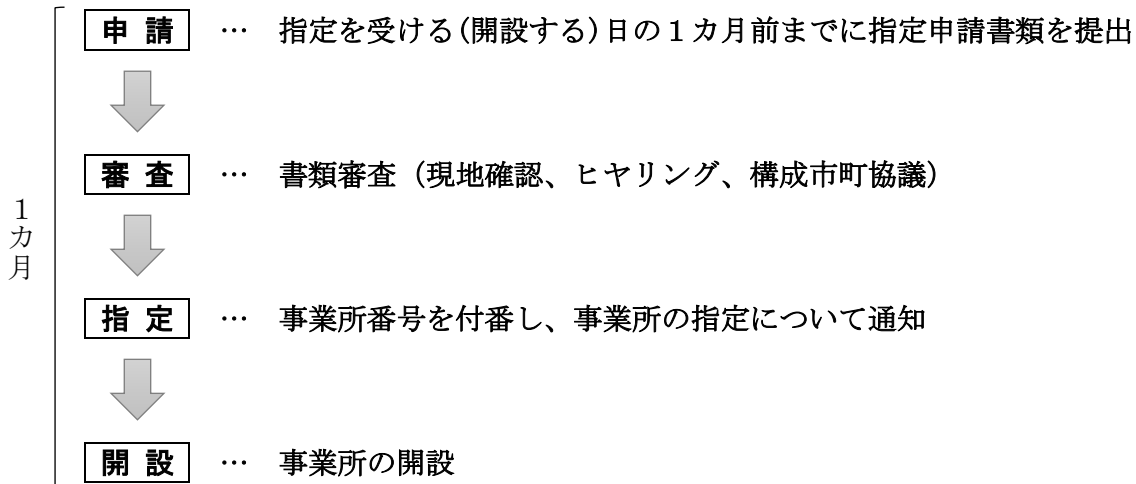 申 請 … 指定を受ける(開設する)日の１カ月前までに指定申請書類を提出
審 査 … 書類審査（現地確認、ヒヤリング、構成市町協議）
１カ月
指 定 … 事業所番号を付番し、事業所の指定について通知
開 設 … 事業所の開設